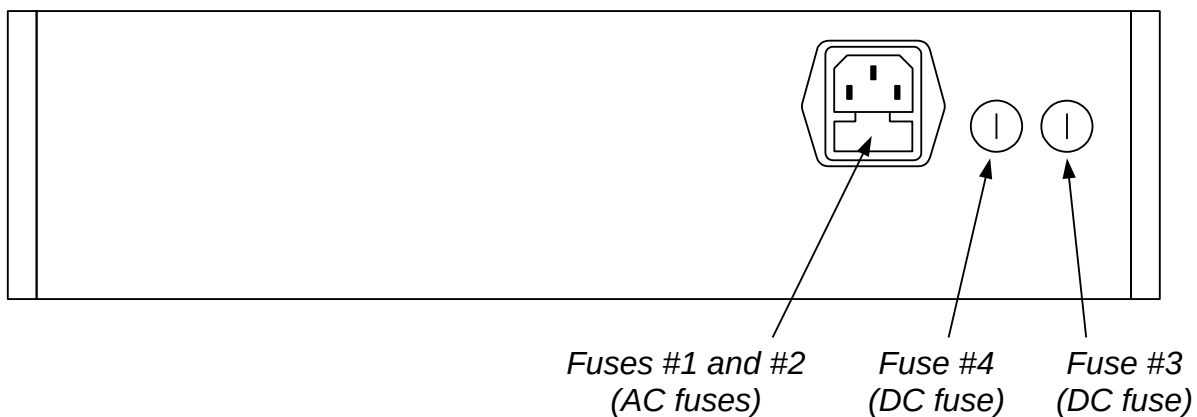 Fuses #1 and #2
(AC fuses)
Fuse #4
(DC fuse)
Fuse #3
(DC fuse)